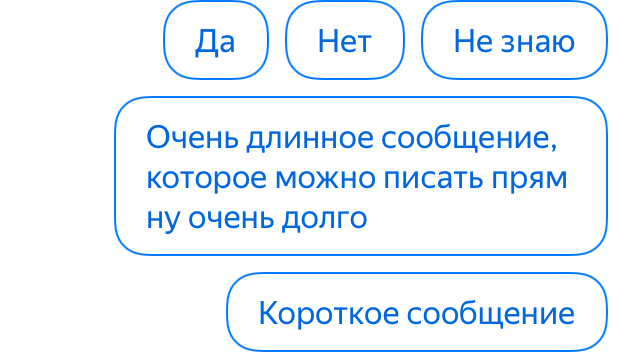 Да Нет Не знаю
Очень длинное сообщение,
которое можно писать прям
ну очень долго
Короткое сообщение